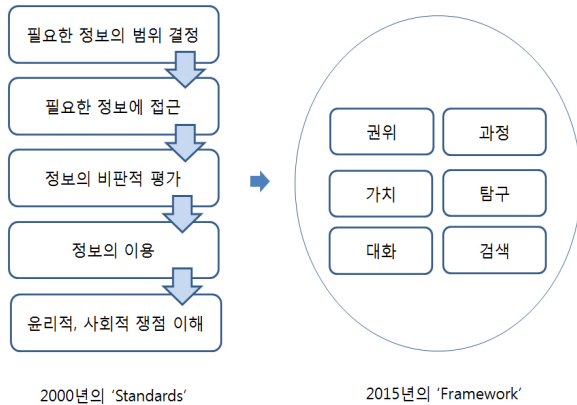 필요한 정보의 범위 결정
필요한 정보에 접근
정보의 비판적 평가
정보의 이용
윤리적, 사회적 쟁점 이해
2000년의 ‘Standards’
권위 과정
가치 탐구
대화 검색
2015년의 ‘Framework’